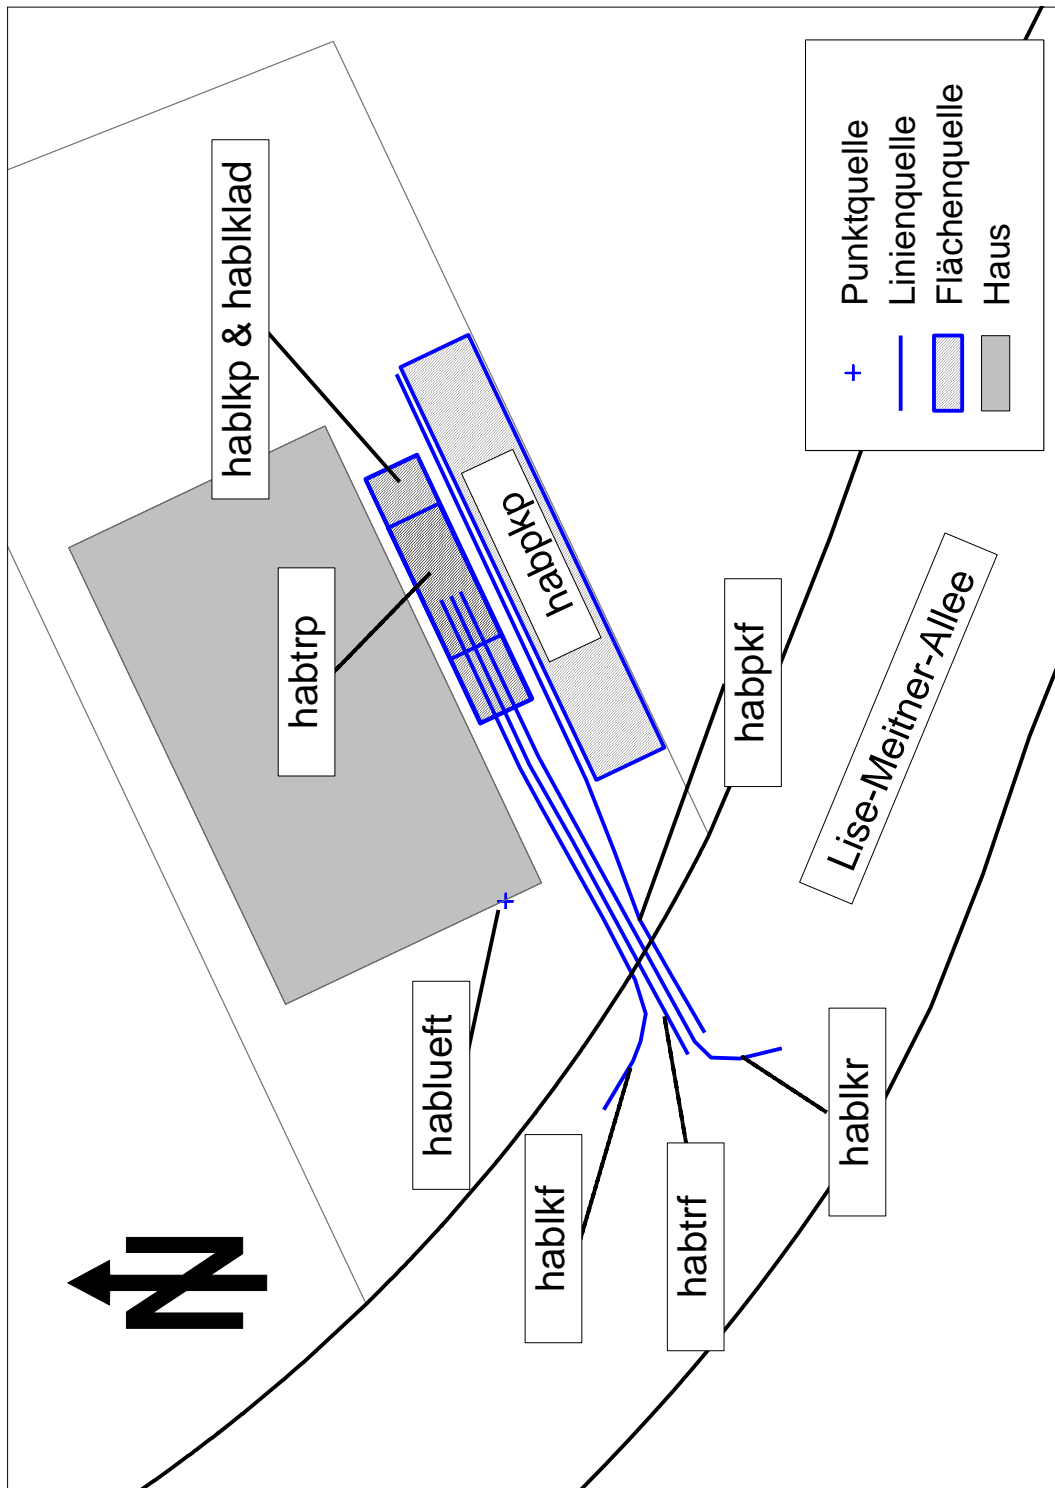 hablkp & hablklad
habtrp
habpkp
habpkf
Lise-Meitner-Allee
hablueft
hablkf
habtrf
hablkr
N
Punktquelle
Linienquelle
Flächenquelle
Haus